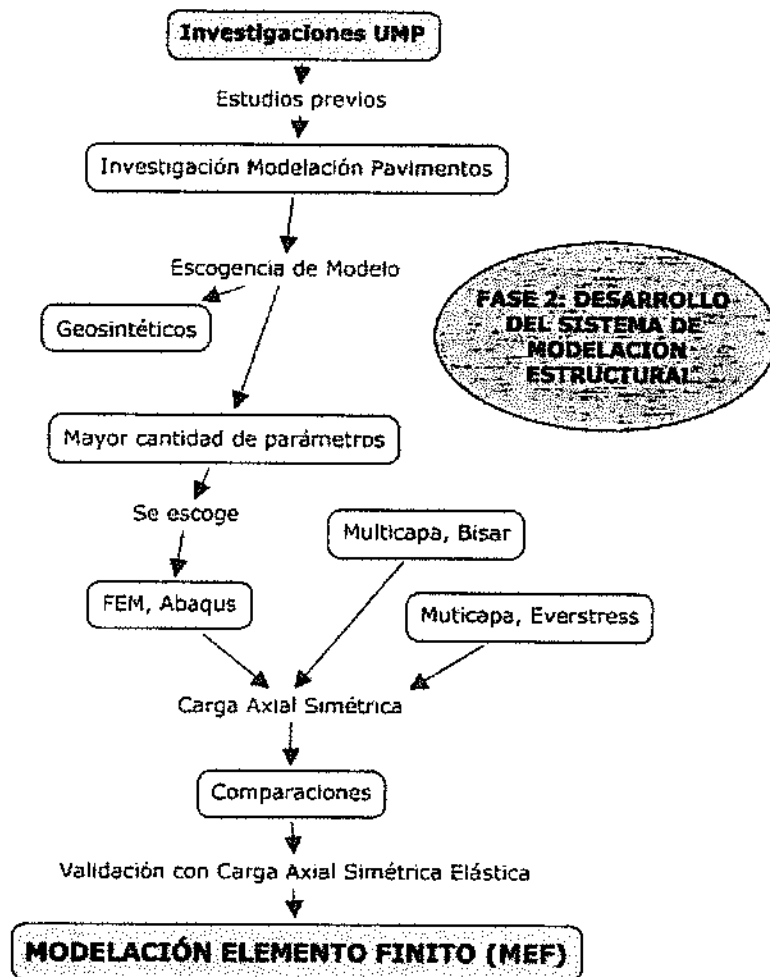 Investigaciones UMP
Estudios previos
Investigación Modelación Pavimentos
Escogencia de Modelo
Geosintéticos
FASE 2: DESARROLLO
DEL SISTEMA DE
MODELACIÓN
ESTRUCTURAL
Mayor cantidad de parámetros
Se escoge
Multicapa, Bisar
FEM, Abaqus
Muticapa, Everstress
Carga Axial Simétrica
Comparaciones
Validación con Carga Axial Simétrica Elástica
MODELACIÓN ELEMENTO FINITO (MEF)